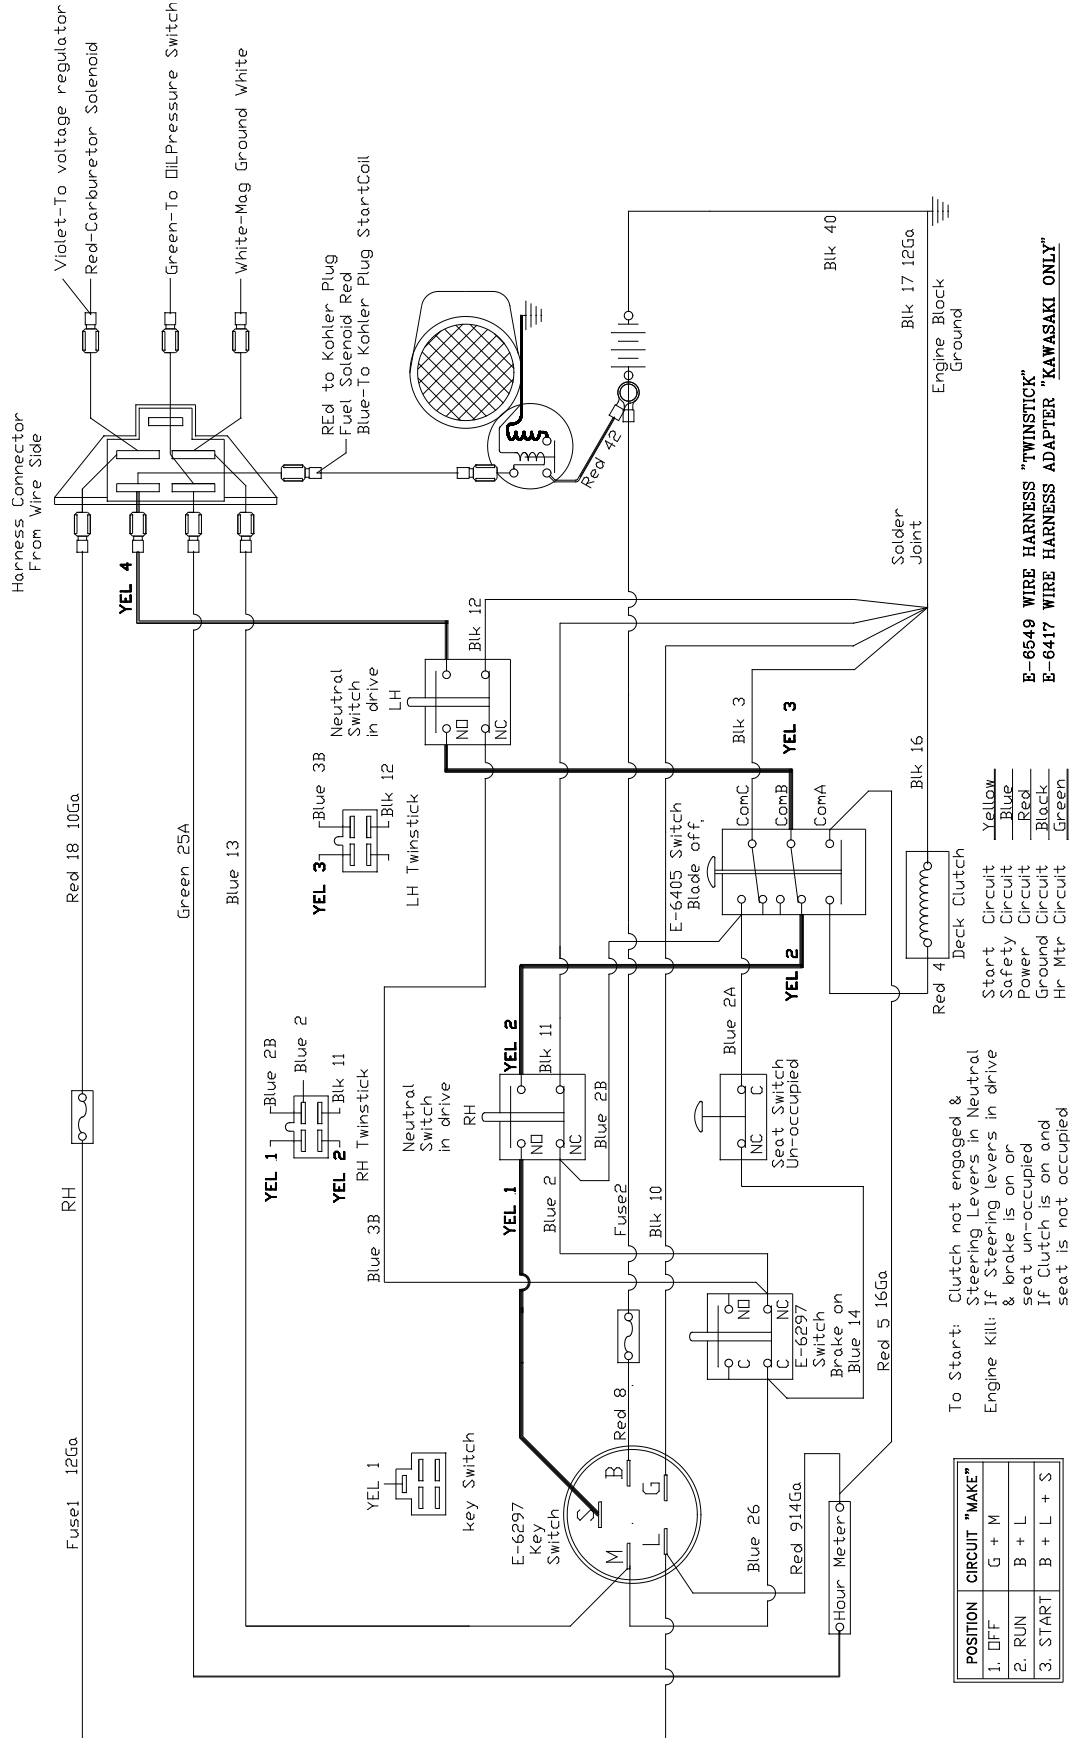 Harness Connector
From Wire Side
Violet-To voltage regulator
Red-Carburetor Solenoid
Green-To OiLPressure Switch
White-Mag Ground White
REd to Kohler Plug
Fuel Solenoid Red
Blue-To Kohler Plug StartCoil
YEL 4
Red 18 10Ga
Green 25A
Blue 13
RH
Fuse1 12Ga
Neutral
Switch
in drive
LH
NO
NC
Blk 12
Red 42
Blk 40
Blk 17 12Ga
Engine Block
Ground
Solder
Joint
Blue 3B
YEL 3
Blk 12
LH Twinstick
Blue 2B
Blue 2
YEL 1
Blk 11
YEL 2
RH Twinstick
Neutral
Switch
in drive
RH
NO
NC
YEL 2
Blk 11
Blue 2B
YEL 1
Blue 2
Blue 3B
E-6405 Switch
Blade off,
ComC
ComB
ComA
Blk 3
YEL 3
YEL 2
Blue 2A
Blk 16
Deck Clutch
Red 4
C
NC
Seat Switch
Un-occupied
Fuse2
Blk 10
NO
NC
C
C
E-6297
Switch
Brake on
Blue 14
Red 5 16Ga
YEL 1
key Switch
E-6297
Key
Switch
S
B
G
M
L
Red 8
Blue 26
Red 914Ga
Hour Meter
E-6549 WIRE HARNESS "TWINSTICK"
E-6417 WIRE HARNESS ADAPTER "KAWASAKI ONLY"
Start Circuit Yellow
Safety Circuit Blue
Power Circuit Red
Ground Circuit Black
Hr Mtr Circuit Green
To Start: Clutch not engaged &
Steering Levers in Neutral
Engine Kill: If Steering levers in drive
& brake is on or
seat un-occupied
If Clutch is on and
seat is not occupied
POSITION CIRCUIT "MAKE"
1. OFF G + M
2. RUN B + L
3. START B + L + S